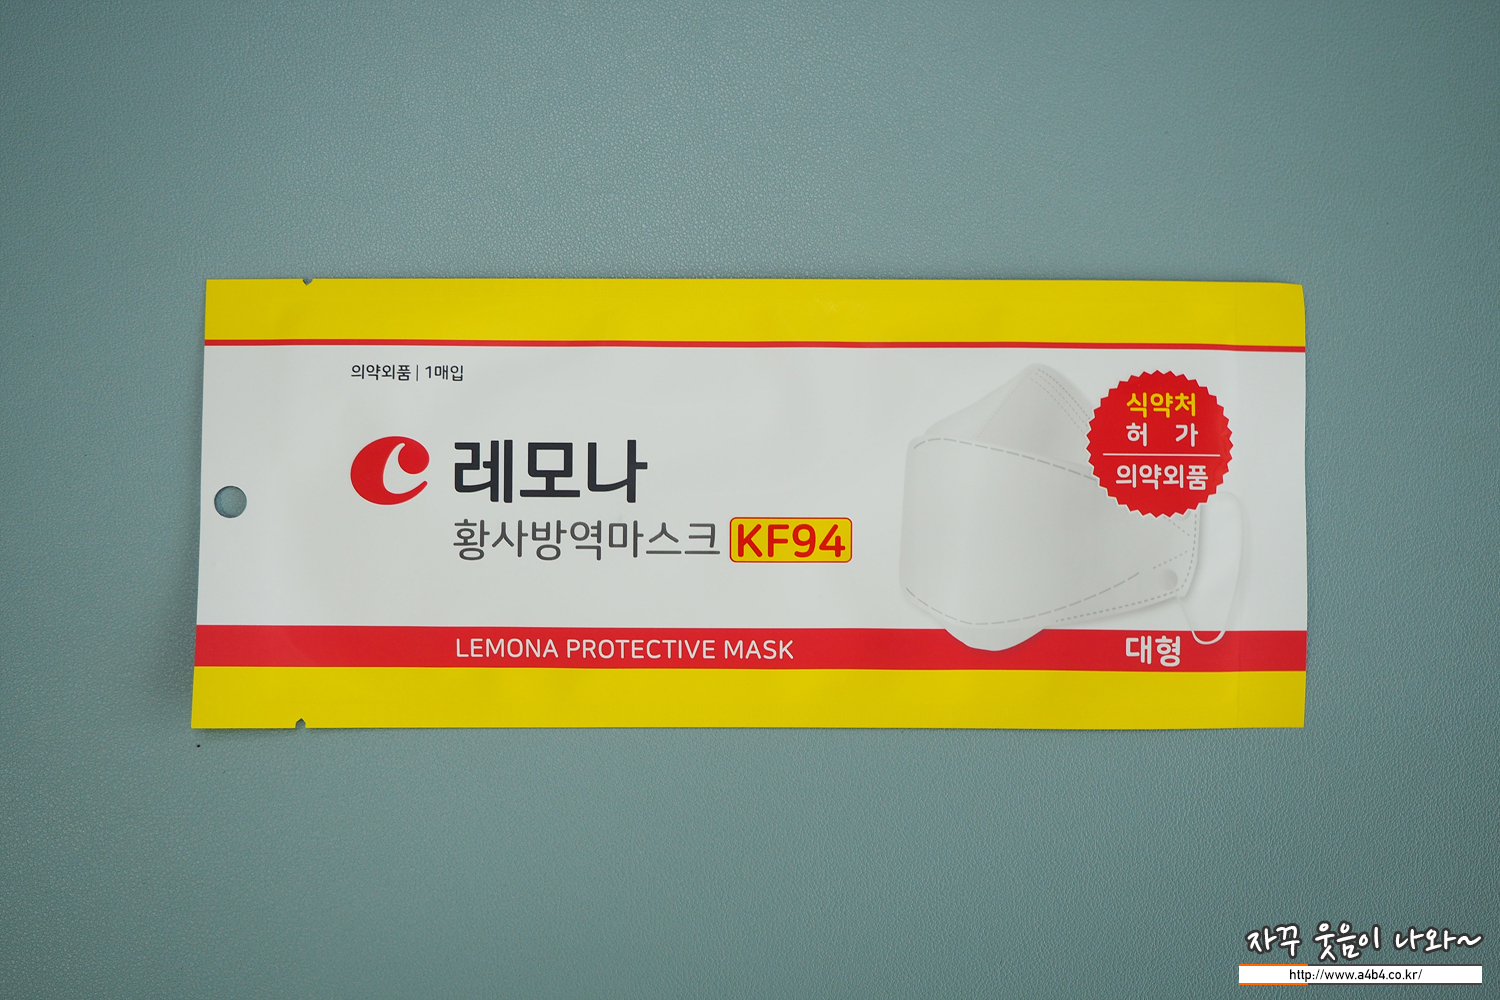 의약외품 | 1매입
레모나
황사방역마스크 KF94
식약처
허 가
의약외품
LEMONA PROTECTIVE MASK
대형
자꾸 웃음이 나와~
http://www.a4b4.co.kr/